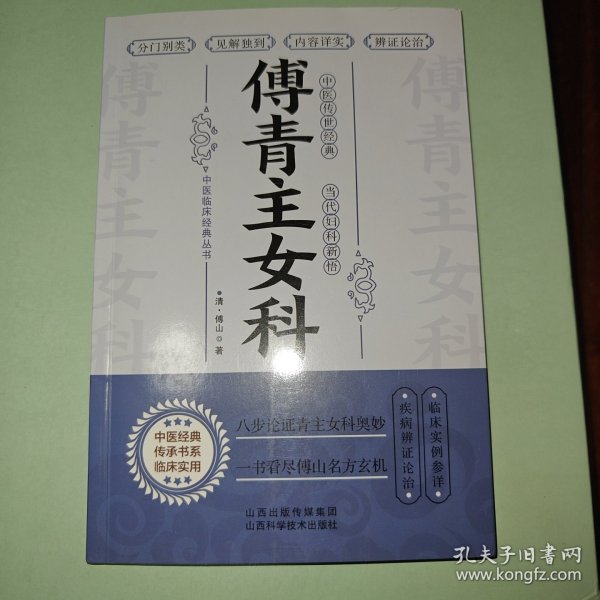 分门别类
见解独到
内容详实
辨证论治
傅青主女科
中医传世经典
当代妇科新悟
中医临床经典丛书
清·傅山◎著
傅青主女科
傅青主女科
中医经典
传承书系
临床实用
八步论证青主女科奥妙
一书看尽傅山名方玄机
临床实例参详
疾病辨证论治
山西出版传媒集团
山西科学技术出版社
孔夫子旧书网
www.kongfz.com